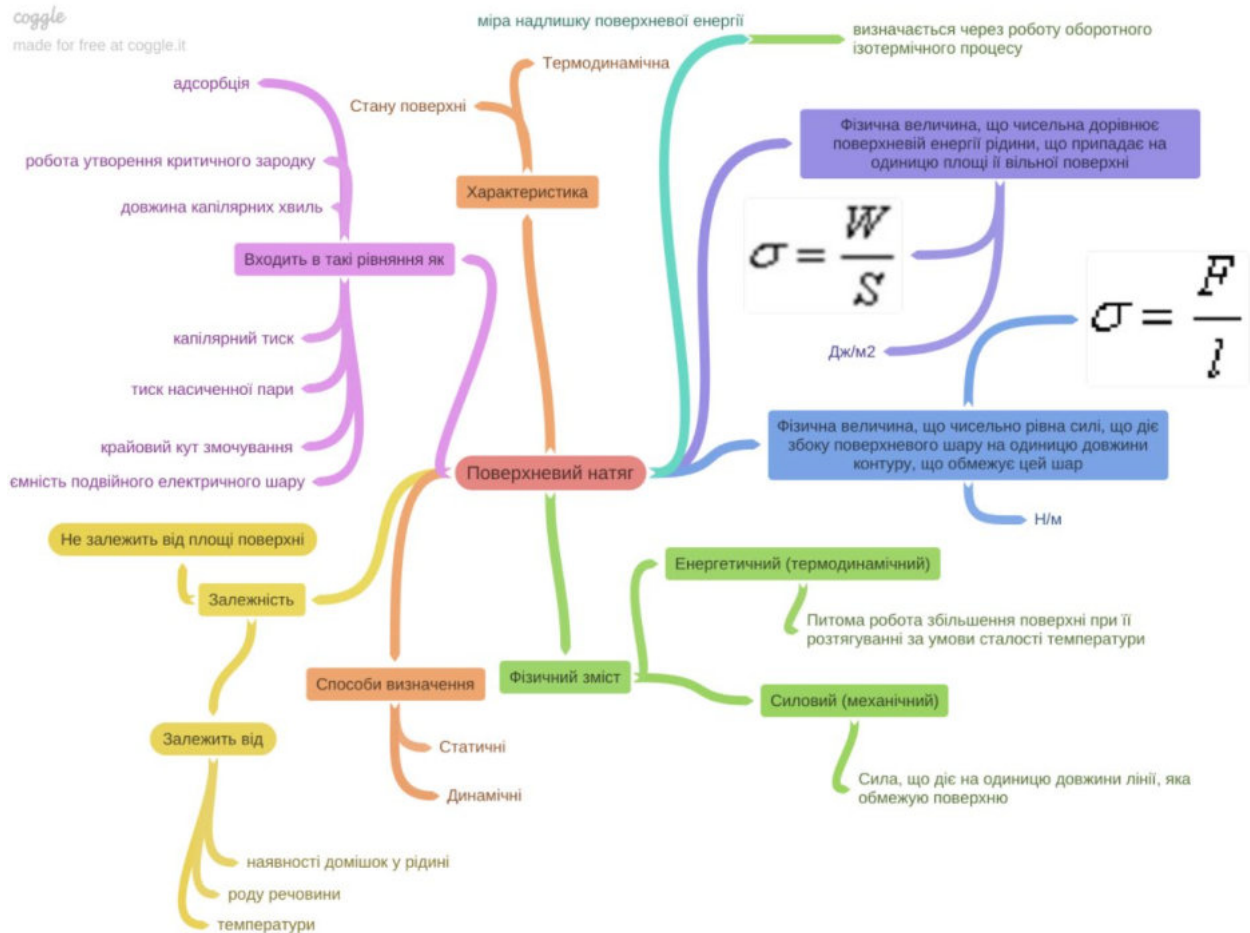 coggle
made for free at coggle.it
міра надлишку поверхневої енергії
визначається через роботу оборотного
ізотермічного процесу
Термодинамічна
Стану поверхні
Характеристика
адсорбція
робота утворення критичного зародку
довжина капілярних хвиль
Входить в такі рівняння як
капілярний тиск
тиск насиченної пари
крайовий кут змочування
ємність подвійного електричного шару
Фізична величина, що чисельна дорівнює
поверхневій енергії рідини, що припадає на
одиницю площі її вільної поверхні
σ = W/S
Дж/м2
σ = F/l
Фізична величина, що чисельно рівна силі, що діє
збоку поверхневого шару на одиницю довжини
контуру, що обмежує цей шар
Н/м
Поверхневий натяг
Не залежить від площі поверхні
Залежність
Залежить від
наявності домішок у рідині
роду речовини
температури
Способи визначення
Статичні
Динамічні
Фізичний зміст
Енергетичний (термодинамічний)
Питома робота збільшення поверхні при її
розтягуванні за умови сталості температури
Силовий (механічний)
Сила, що діє на одиницю довжини лінії, яка
обмежую поверхню